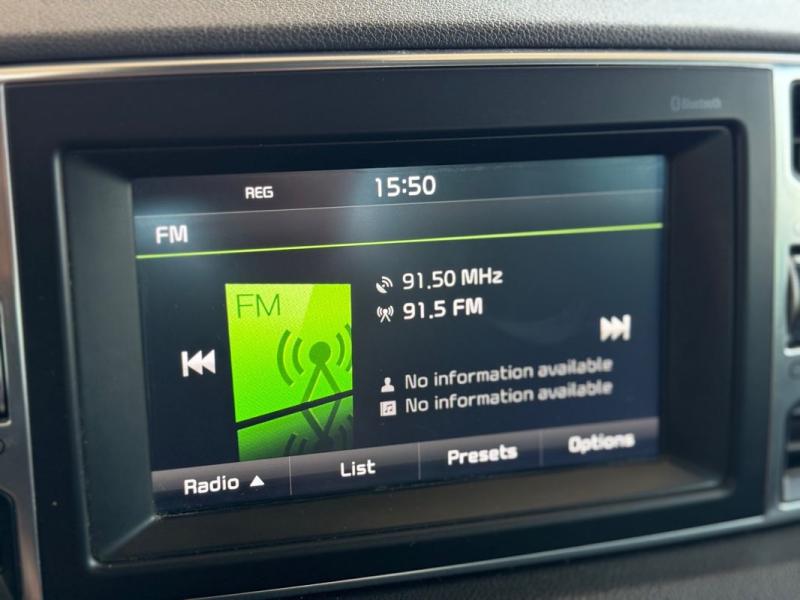 Bluetooth
REG 15:50
FM
FM
91.50 MHz
91.5 FM
No information available
No information available
Radio ▲ List Presets Options